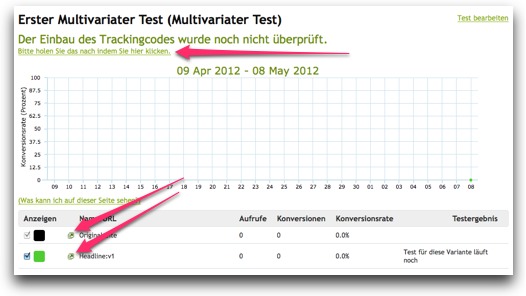 Erster Multivariater Test (Multivariater Test)
Test bearbeiten
Der Einbau des Trackingcodes wurde noch nicht überprüft.
Bitte holen Sie das nach indem Sie hier klicken.
09 Apr 2012 - 08 May 2012
Konversionsrate (Prozent)
100
87.5
75.0
62.5
50.0
37.5
25.0
12.5
0
09 10 11 12 13 14 15 16 17 18 19 20 21 22 23 24 25 26 27 28 29 30 01 02 03 04 05 06 07 08
(Was kann ich auf dieser Seite sehen?)
Anzeigen Aufrufe Konversionen Konversionsrate Testergebnis
0 0 0.0%
Headline:v1 0 0 0.0% Test für diese Variante läuft
noch